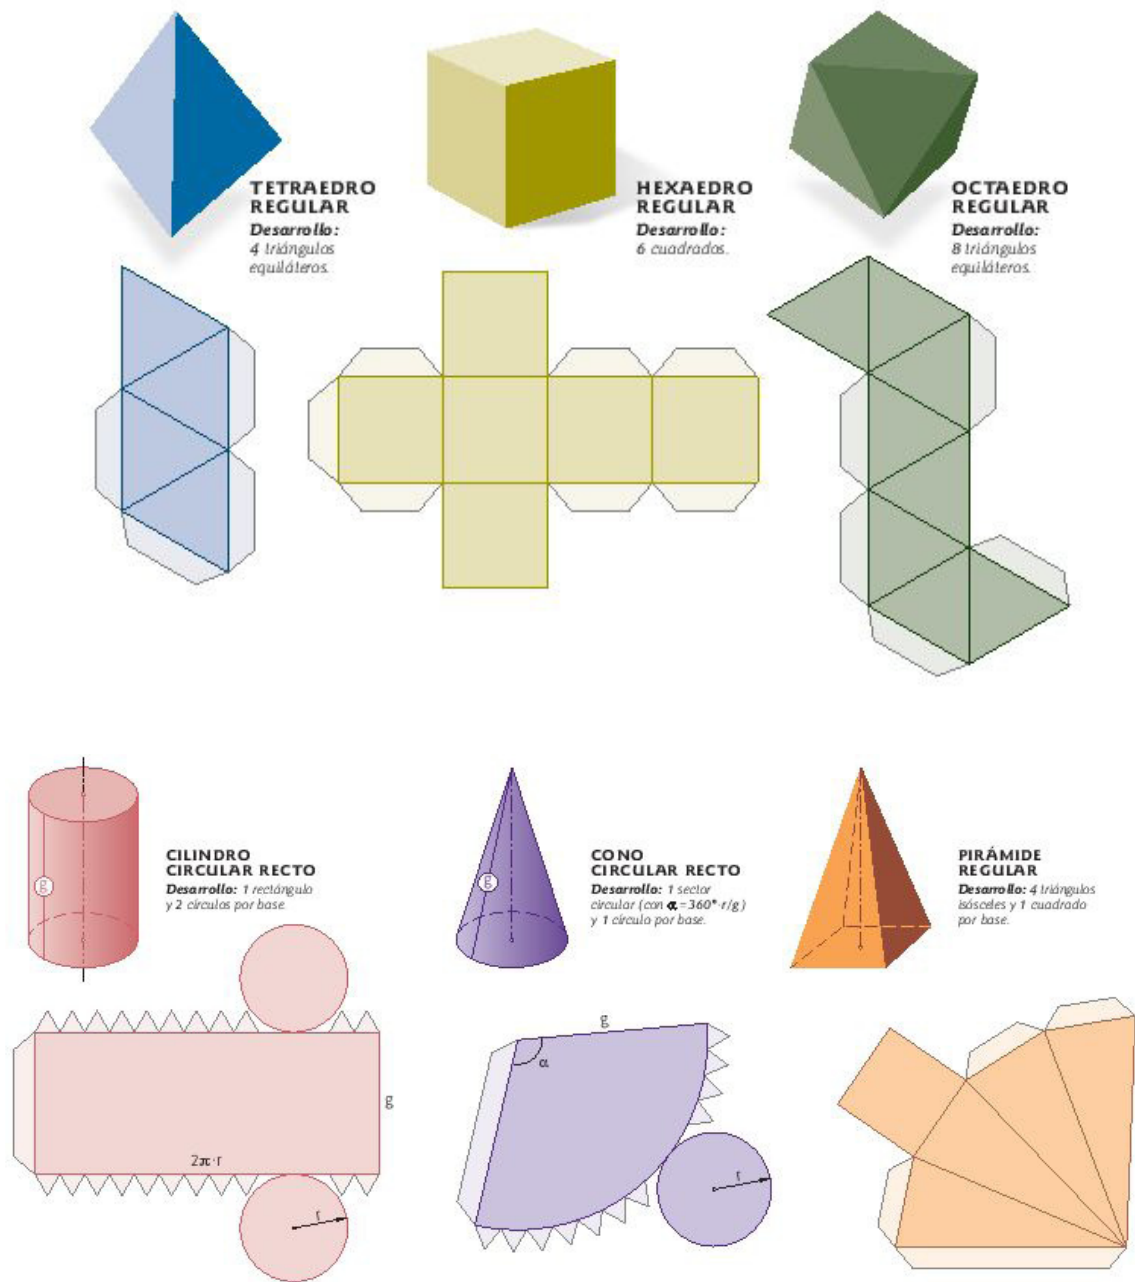 TETRAEDRO
REGULAR
Desarrollo:
4 triángulos
equiláteros.
HEXAEDRO
REGULAR
Desarrollo:
6 cuadrados.
OCTAEDRO
REGULAR
Desarrollo:
8 triángulos
equiláteros.
g
CILINDRO
CIRCULAR RECTO
Desarrollo: 1 rectángulo
y 2 círculos por base.
g
CONO
CIRCULAR RECTO
Desarrollo: 1 sector
circular (con α=360°·r/g)
y 1 círculo por base.
PIRÁMIDE
REGULAR
Desarrollo: 4 triángulos
isósceles y 1 cuadrado
por base.
g
2π·r
r
g
α
r